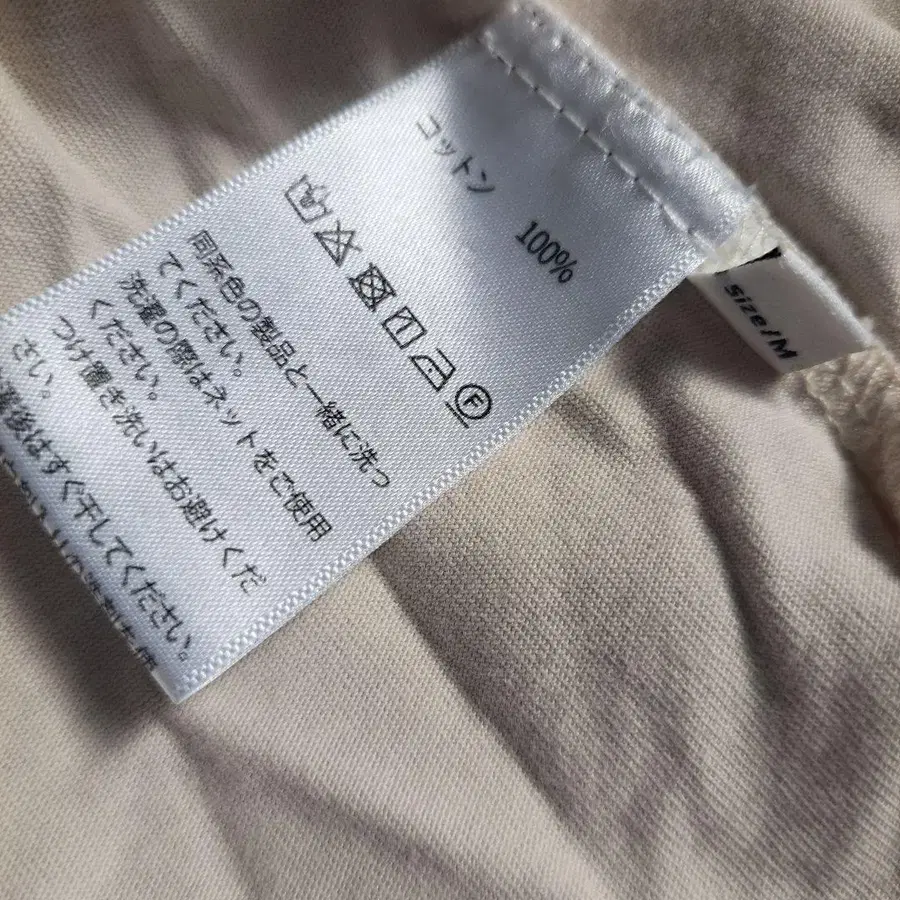 コットン 100%
同系色の製品と一緒に洗っ
てください。
洗濯の際はネットをご使用
ください。
つけ置き洗いはお避けくだ
さい。
後はすぐ干してください。
F
Size/M